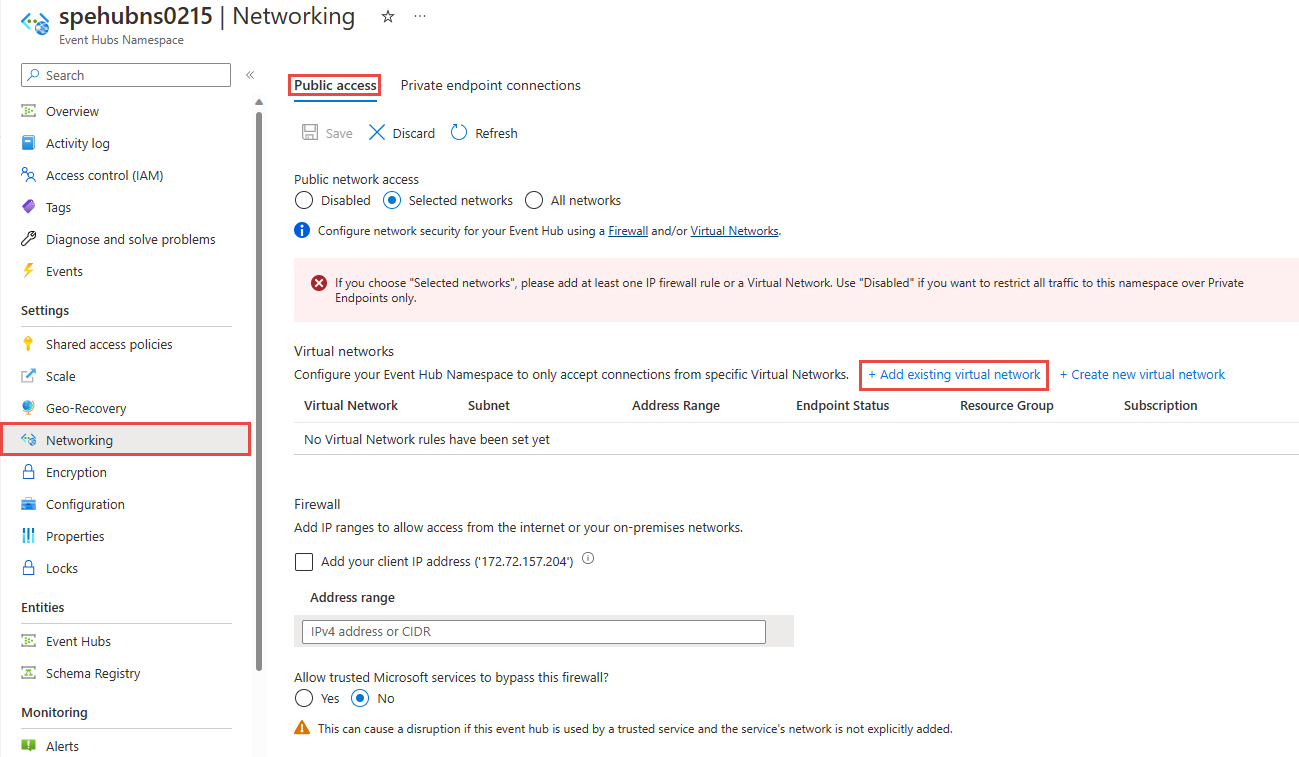 spehubns0215 | Networking
Event Hubs Namespace
Search
Overview
Activity log
Access control (IAM)
Tags
Diagnose and solve problems
Events
Settings
Shared access policies
Scale
Geo-Recovery
Networking
Encryption
Configuration
Properties
Locks
Entities
Event Hubs
Schema Registry
Monitoring
Alerts
Public access Private endpoint connections
Save Discard Refresh
Public network access
Disabled Selected networks All networks
Configure network security for your Event Hub using a Firewall and/or Virtual Networks.
If you choose "Selected networks", please add at least one IP firewall rule or a Virtual Network. Use "Disabled" if you want to restrict all traffic to this namespace over Private
Endpoints only.
Virtual networks
Configure your Event Hub Namespace to only accept connections from specific Virtual Networks. + Add existing virtual network + Create new virtual network
Virtual Network Subnet Address Range Endpoint Status Resource Group Subscription
No Virtual Network rules have been set yet
Firewall
Add IP ranges to allow access from the internet or your on-premises networks.
Add your client IP address ('172.72.157.204')
Address range
IPv4 address or CIDR
Allow trusted Microsoft services to bypass this firewall?
Yes No
This can cause a disruption if this event hub is used by a trusted service and the service's network is not explicitly added.